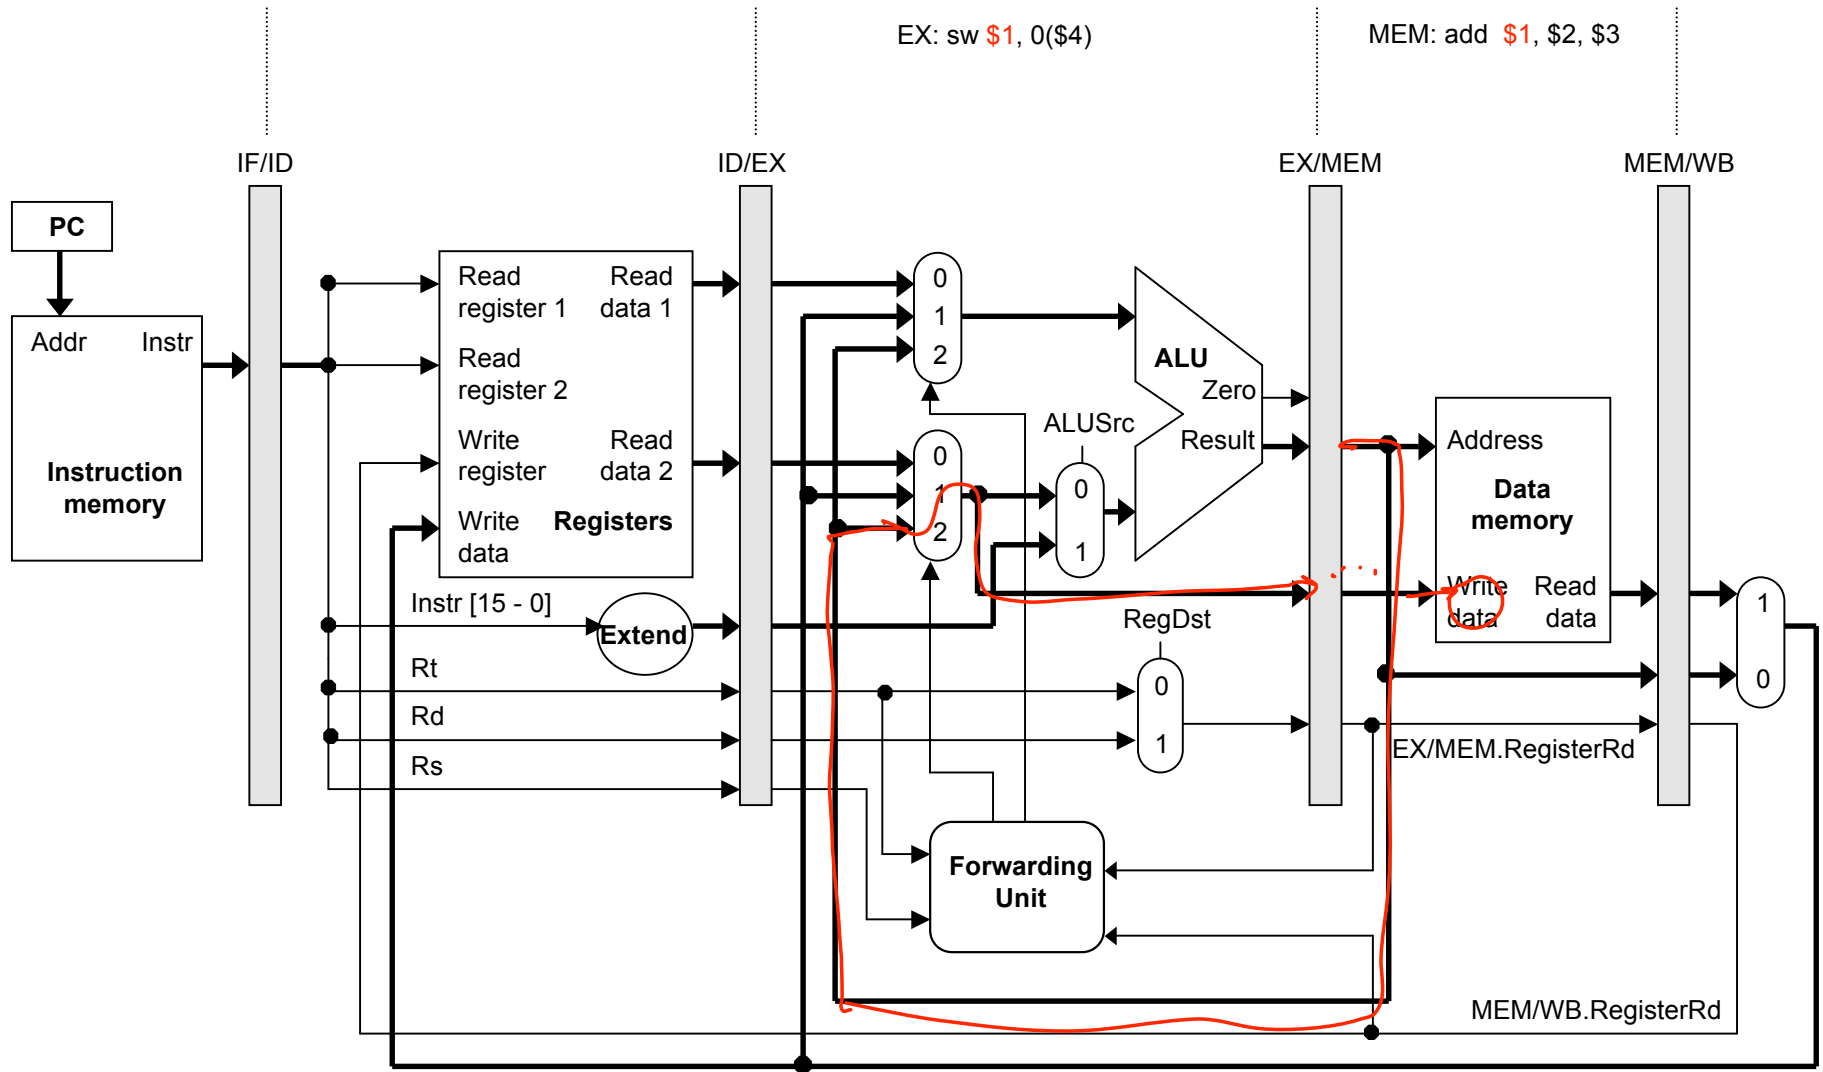 EX: sw $1, 0($4)
MEM: add $1, $2, $3
IF/ID
ID/EX
EX/MEM
MEM/WB
PC
Addr Instr
Instruction
memory
Read
register 1
Read
data 1
Read
register 2
Write
register
Read
data 2
Write
data
Registers
Instr [15 - 0]
Extend
Rt
Rd
Rs
0
1
2
0
1
2
ALUSrc
0
1
ALU
Zero
Result
RegDst
0
1
Forwarding
Unit
Address
Data
memory
Write
data
Read
data
1
0
EX/MEM.RegisterRd
MEM/WB.RegisterRd